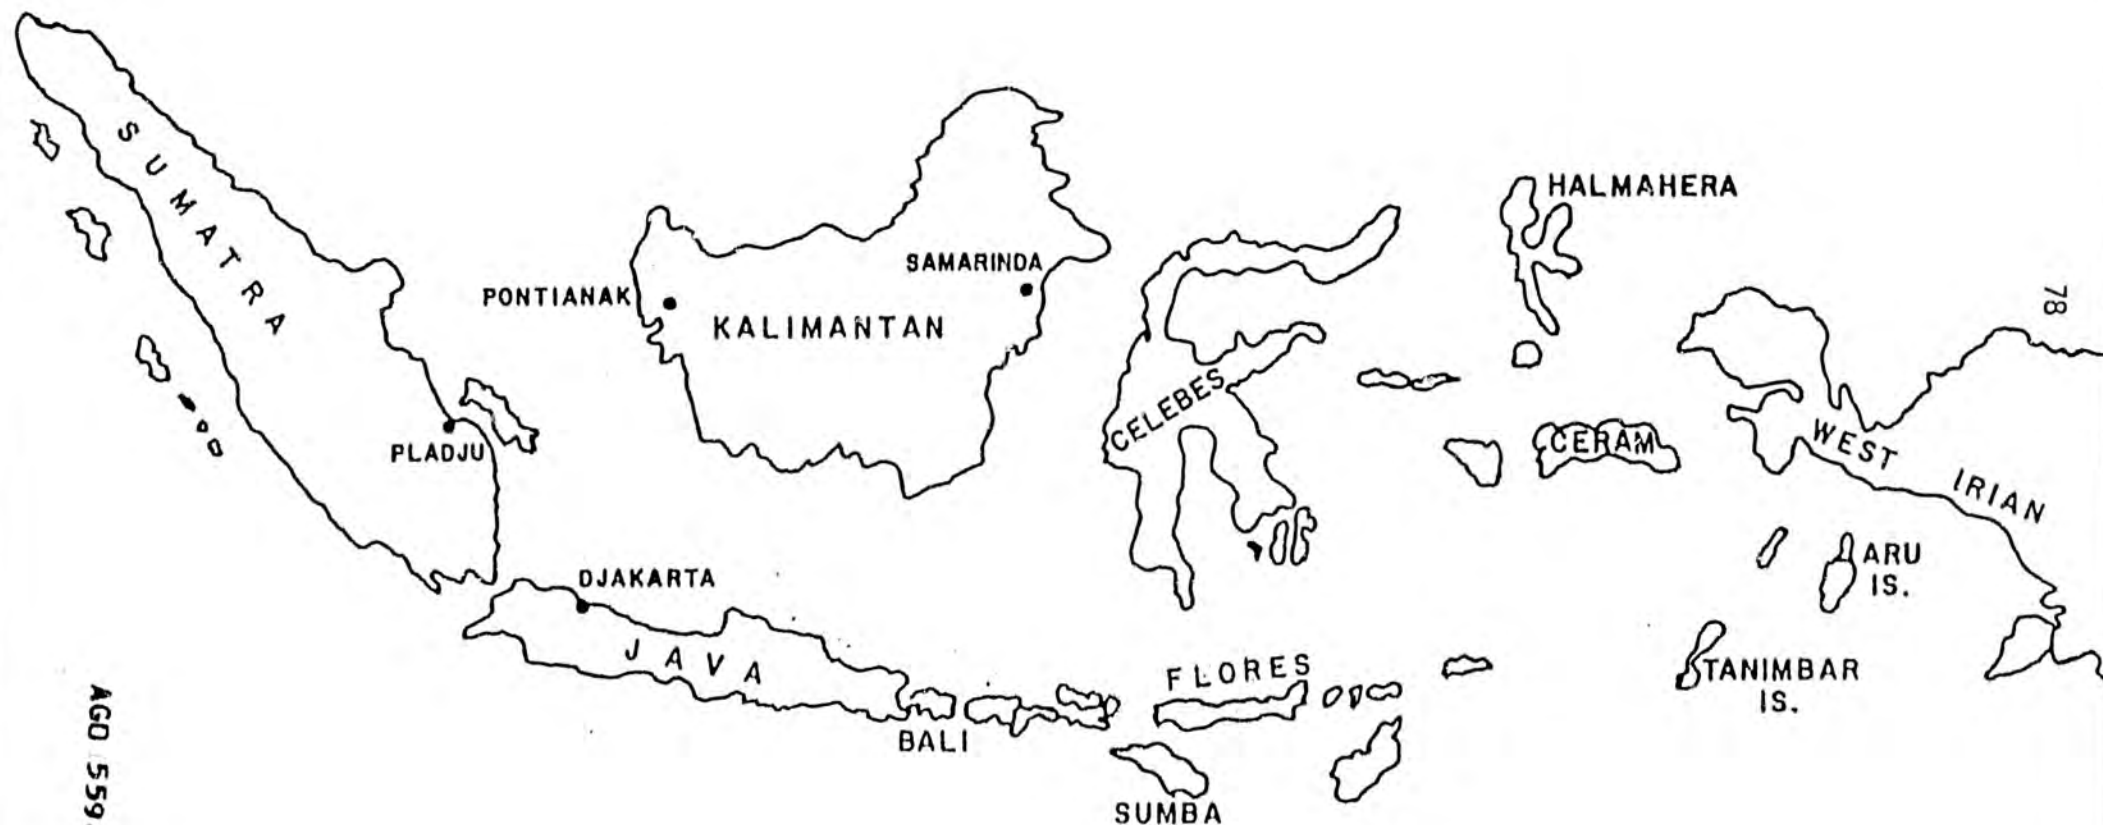 SUMATRA
HALMAHERA
SAMARINDA
PONTIANAK
KALIMANTAN
78
CELEBES
CERAM
WEST IRIAN
PLADJU
DJAKARTA
ARU
IS.
JAVA
FLORES
TANIMBAR
IS.
BALI
SUMBA
AGO 559